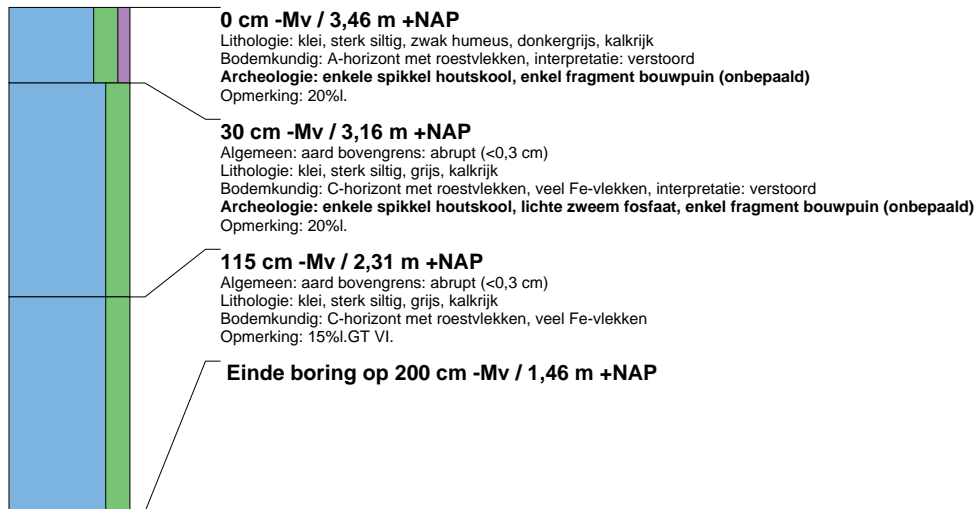 0 cm -Mv / 3,46 m +NAP
Lithologie: klei, sterk siltig, zwak humeus, donkergrijs, kalkrijk
Bodemkundig: A-horizont met roestvlekken, interpretatie: verstoord
Archeologie: enkele spikkel houtskool, enkel fragment bouwpuin (onbepaald)
Opmerking: 20%l.
30 cm -Mv / 3,16 m +NAP
Algemeen: aard bovengrens: abrupt (<0,3 cm)
Lithologie: klei, sterk siltig, grijs, kalkrijk
Bodemkundig: C-horizont met roestvlekken, veel Fe-vlekken, interpretatie: verstoord
Archeologie: enkele spikkel houtskool, lichte zweem fosfaat, enkel fragment bouwpuin (onbepaald)
Opmerking: 20%l.
115 cm -Mv / 2,31 m +NAP
Algemeen: aard bovengrens: abrupt (<0,3 cm)
Lithologie: klei, sterk siltig, grijs, kalkrijk
Bodemkundig: C-horizont met roestvlekken, veel Fe-vlekken
Opmerking: 15%l.GT VI.
Einde boring op 200 cm -Mv / 1,46 m +NAP